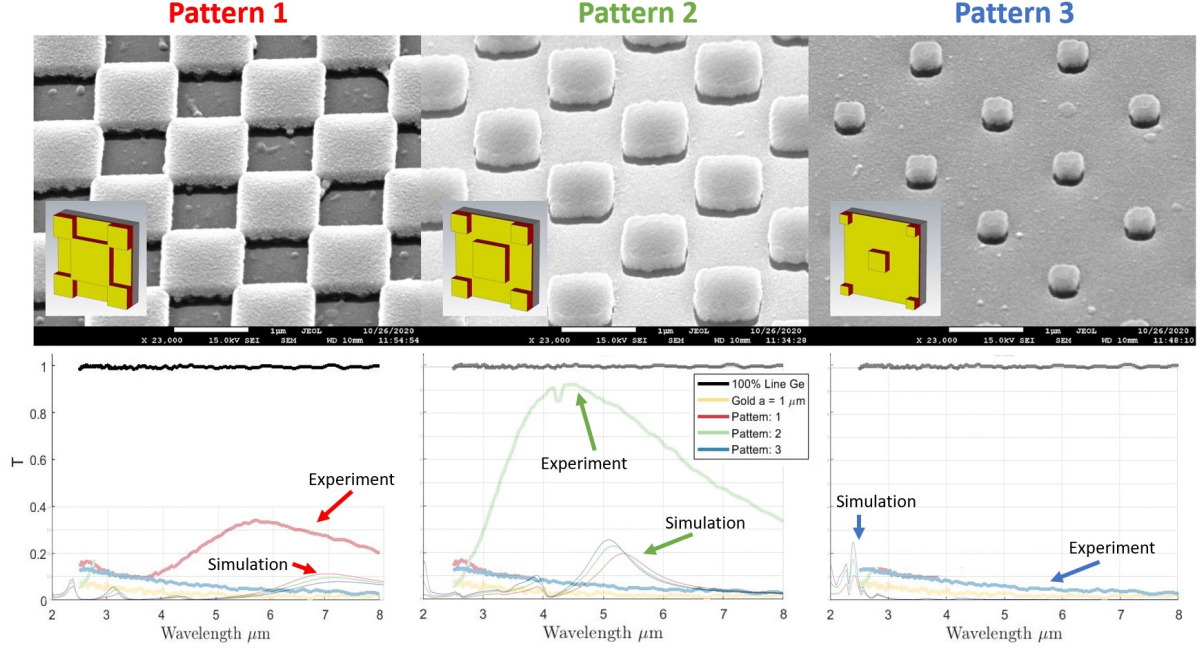 Pattern 1
Pattern 2
Pattern 3
1µm JEOL 10/26/2020
X 23,000 15.0kV SEI SEM WD 10mm 11:54:54
1µm JEOL 10/26/2020
X 23,000 15.0kV SEI SEM WD 10mm 11:34:28
1µm JEOL 10/26/2020
X 23,000 15.0kV SEI SEM WD 10mm 11:48:10
T
1
0.8
0.6
0.4
0.2
0
Experiment
Simulation
2 3 4 5 6 7 8
Wavelength µm
100% Line Ge
Gold a = 1 µm
Pattern: 1
Pattern: 2
Pattern: 3
Experiment
Simulation
2 3 4 5 6 7 8
Wavelength µm
Simulation
Experiment
2 3 4 5 6 7 8
Wavelength µm